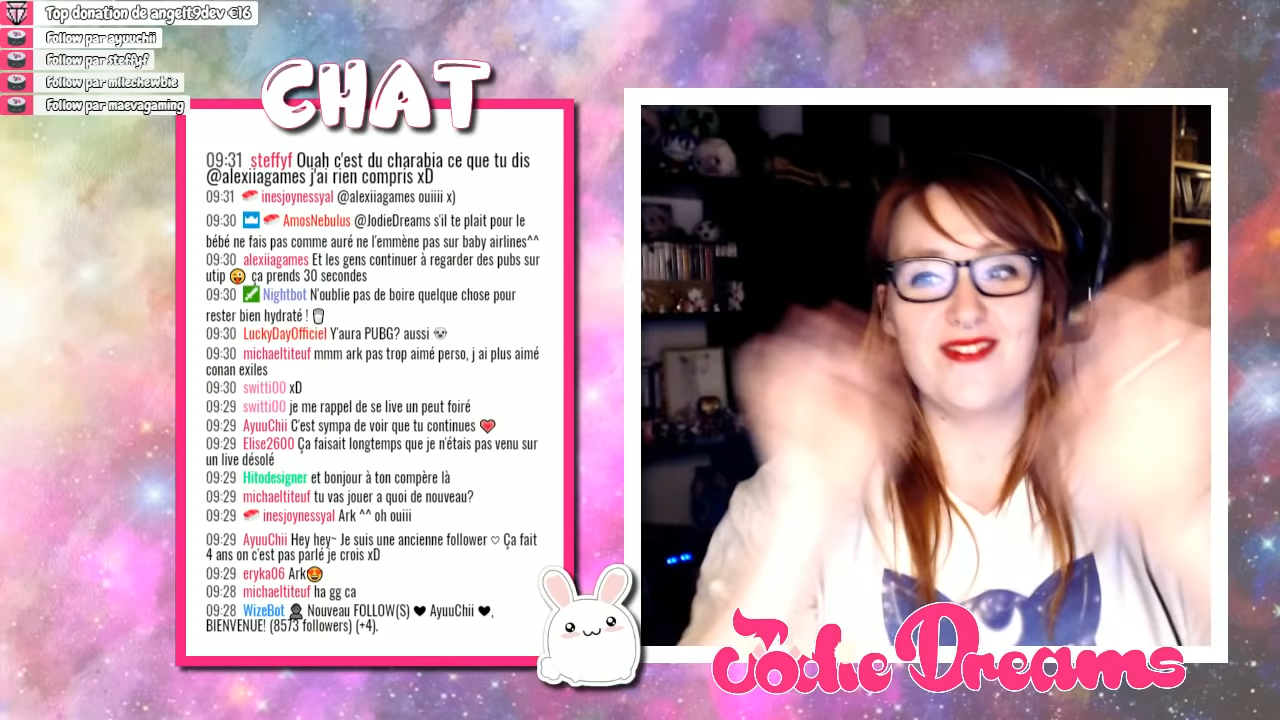 Top donation de angell9dev €16
Follow par ayuuchii
Follow par steffyf
Follow par mllechewbie
Follow par maevagaming
CHAT
09:31 steffyf Ouah c'est du charabia ce que tu dis
@alexiiagames j'ai rien compris xD
09:31 inesjoynessyal @alexiiagames ouiiii x)
09:30 AmosNebulus @JodieDreams s'il te plait pour le
bébé ne fais pas comme auré ne l'emmène pas sur baby airlines^^
09:30 alexiiagames Et les gens continuer à regarder des pubs sur
utip 😜 ça prends 30 secondes
09:30 Nightbot N'oublie pas de boire quelque chose pour
rester bien hydraté ! 🥛
09:30 LuckyDayOfficiel Y'aura PUBG? aussi 💀
09:30 michaeltiteuf mmm ark pas trop aimé perso, j ai plus aimé
conan exiles
09:30 switti00 xD
09:29 switti00 je me rappel de se live un peut foiré
09:29 AyuuChii C'est sympa de voir que tu continues ❤️
09:29 Elise2600 Ça faisait longtemps que je n'étais pas venu sur
un live désolé
09:29 Hitodesigner et bonjour à ton compère là
09:29 michaeltiteuf tu vas jouer a quoi de nouveau?
09:29 inesjoynessyal Ark ^^ oh ouiii
09:29 AyuuChii Hey hey~ Je suis une ancienne follower ♡ Ça fait
4 ans on c'est pas parlé je crois xD
09:29 eryka06 Ark😍
09:28 michaeltiteuf ha gg ca
09:28 WizeBot Nouveau FOLLOW(S) ♥ AyuuChii ♥,
BIENVENUE! (8573 followers) (+4).
Jodie Dreams